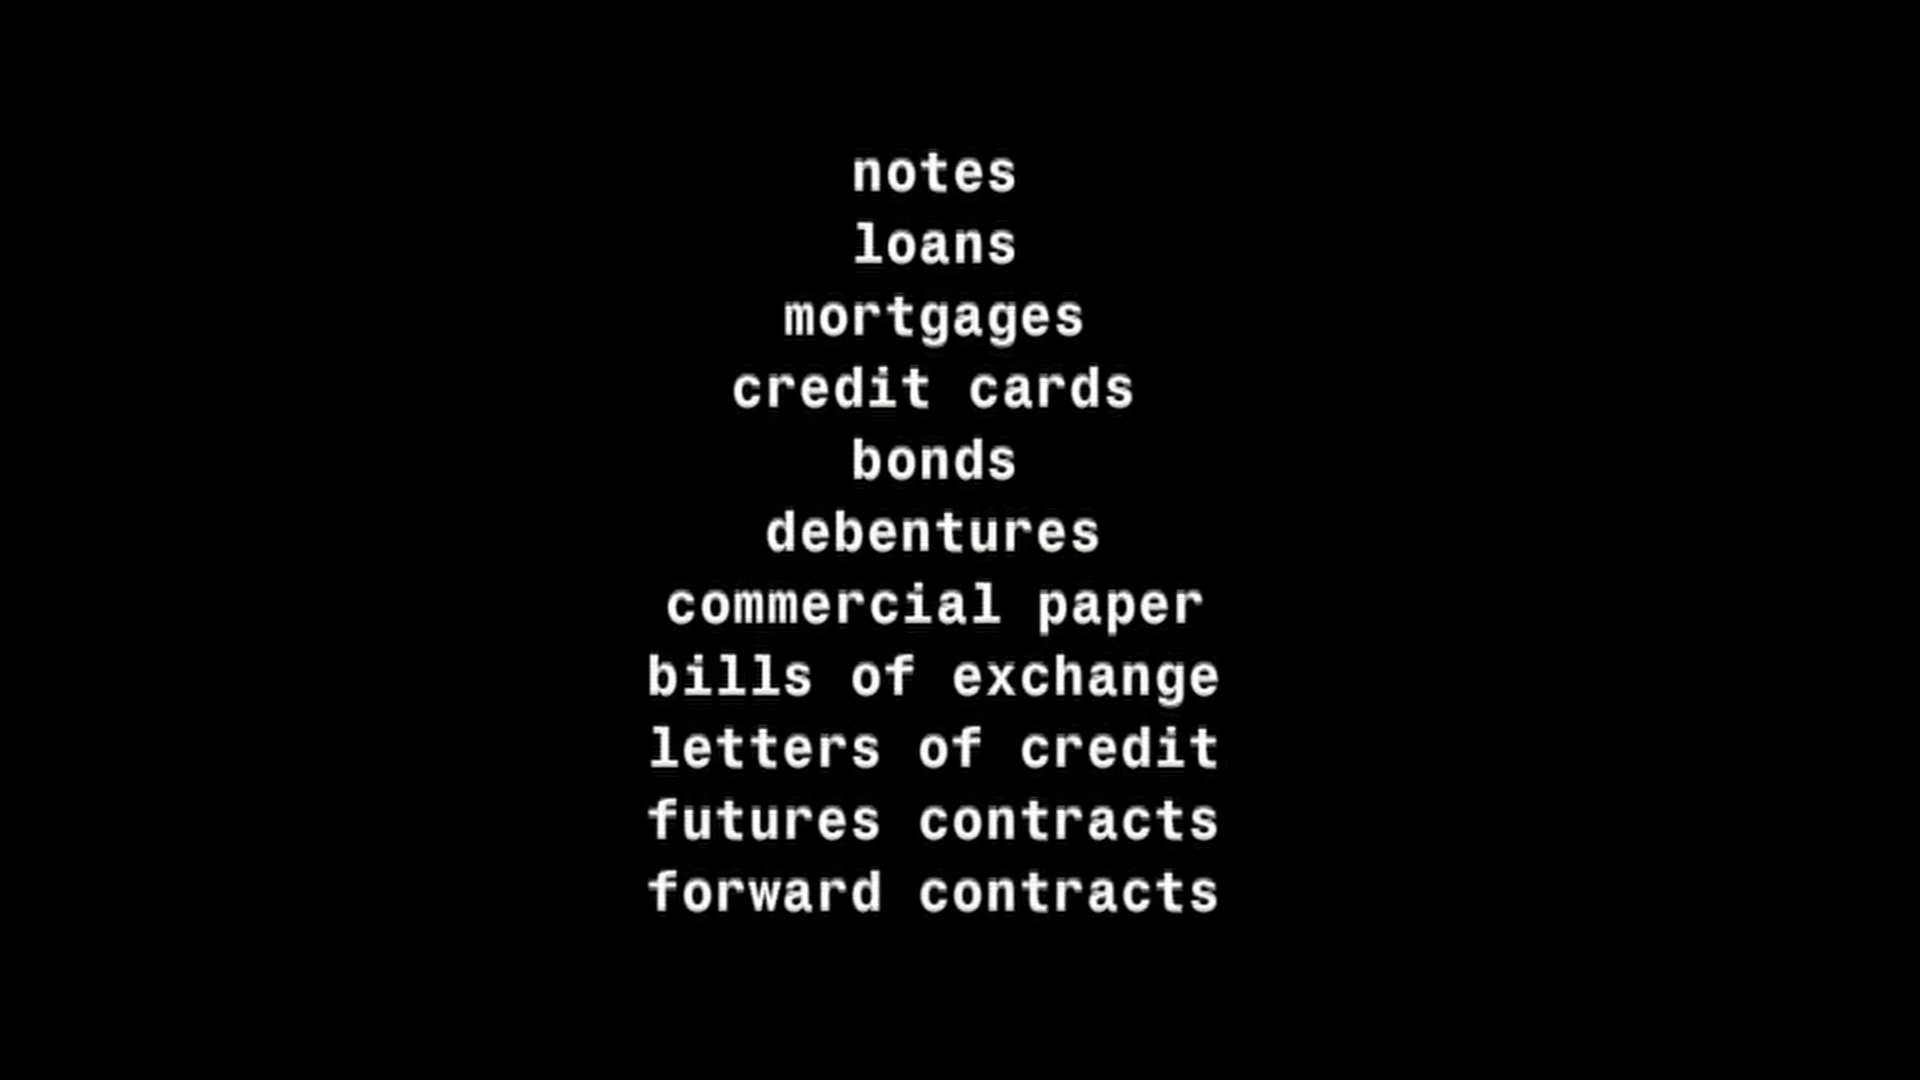 notes
loans
mortgages
credit cards
bonds
debentures
commercial paper
bills of exchange
letters of credit
futures contracts
forward contracts